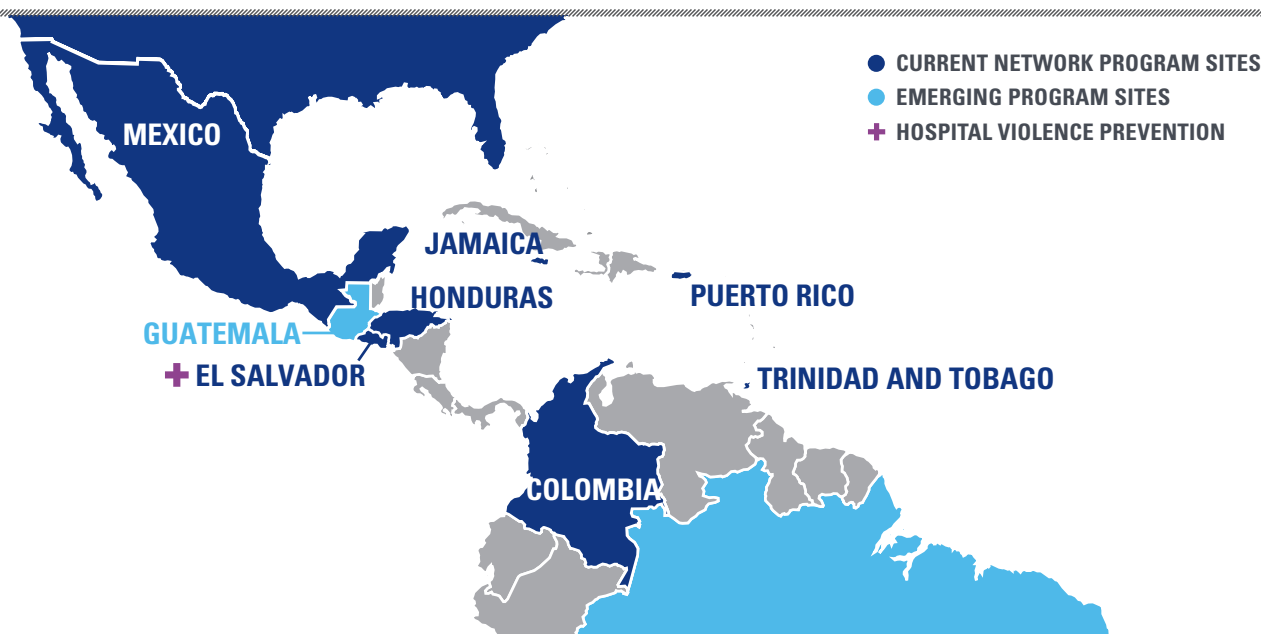 CURRENT NETWORK PROGRAM SITES
EMERGING PROGRAM SITES
HOSPITAL VIOLENCE PREVENTION
MEXICO
JAMAICA
HONDURAS
PUERTO RICO
GUATEMALA
EL SALVADOR
TRINIDAD AND TOBAGO
COLOMBIA